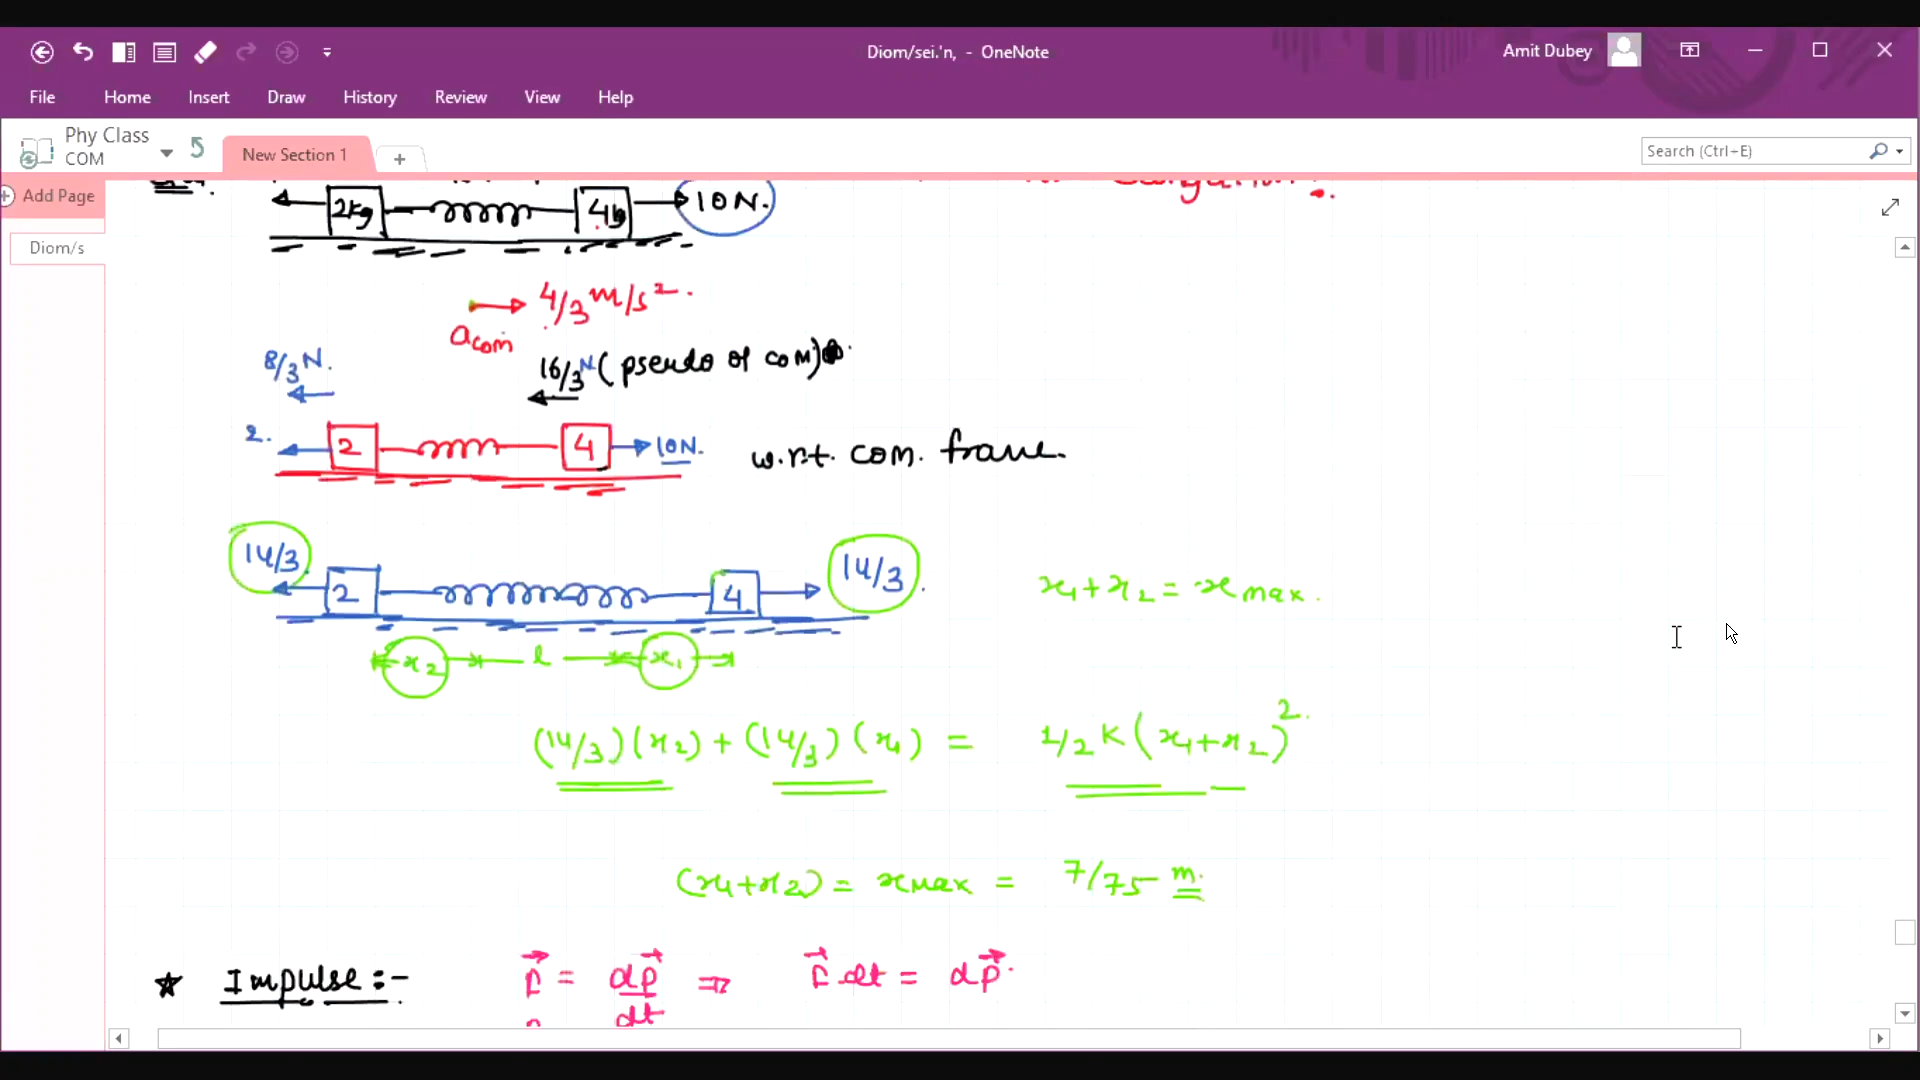 Diom/sei.'n, - OneNote
Amit Dubey
File Home Insert Draw History Review View Help
Phy Class
COM
New Section 1
Search (Ctrl+E)
Add Page
Diom/s
2kg 10N.
4/3 m/s².
acom
8/3 N.
16/3 N (pseudo of com)
2. 2 4 10N. w.r.t. com. frame.
14/3 2 4 14/3. x₁+x₂ = xmax.
x₂ l x₁
(14/3)(x₂) + (14/3)(x₁) = 1/2 K(x₁+x₂)².
(x₁+x₂) = xmax = 7/75 m.
★ Impulse:- F⃗ = dp⃗/dt ⇒ F⃗.dt = dp⃗.